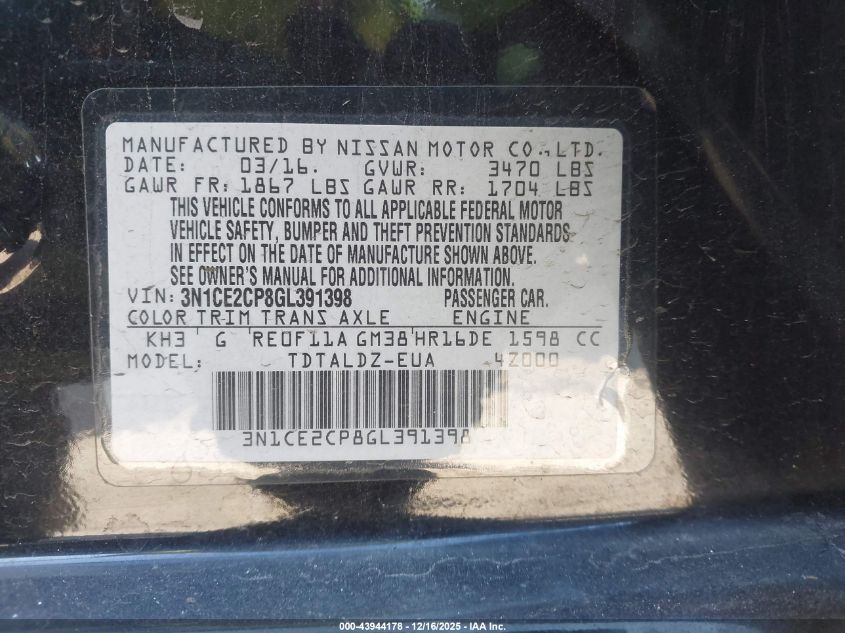 MANUFACTURED BY NISSAN MOTOR CO.,LTD.
DATE: 03/16. GVWR: 3470 LBS
GAWR FR: 1867 LBS GAWR RR: 1704 LBS
THIS VEHICLE CONFORMS TO ALL APPLICABLE FEDERAL MOTOR
VEHICLE SAFETY, BUMPER AND THEFT PREVENTION STANDARDS
IN EFFECT ON THE DATE OF MANUFACTURE SHOWN ABOVE.
SEE OWNER'S MANUAL FOR ADDITIONAL INFORMATION.
VIN: 3N1CE2CP8GL391398 PASSENGER CAR.
COLOR TRIM TRANS AXLE ENGINE
KH3 G RE0F11A GM38 HR16DE 1598 CC
MODEL: TDTALDZ-EUA 4Z000
3N1CE2CP8GL391398
000-43944178 - 12/16/2025 - IAA Inc.